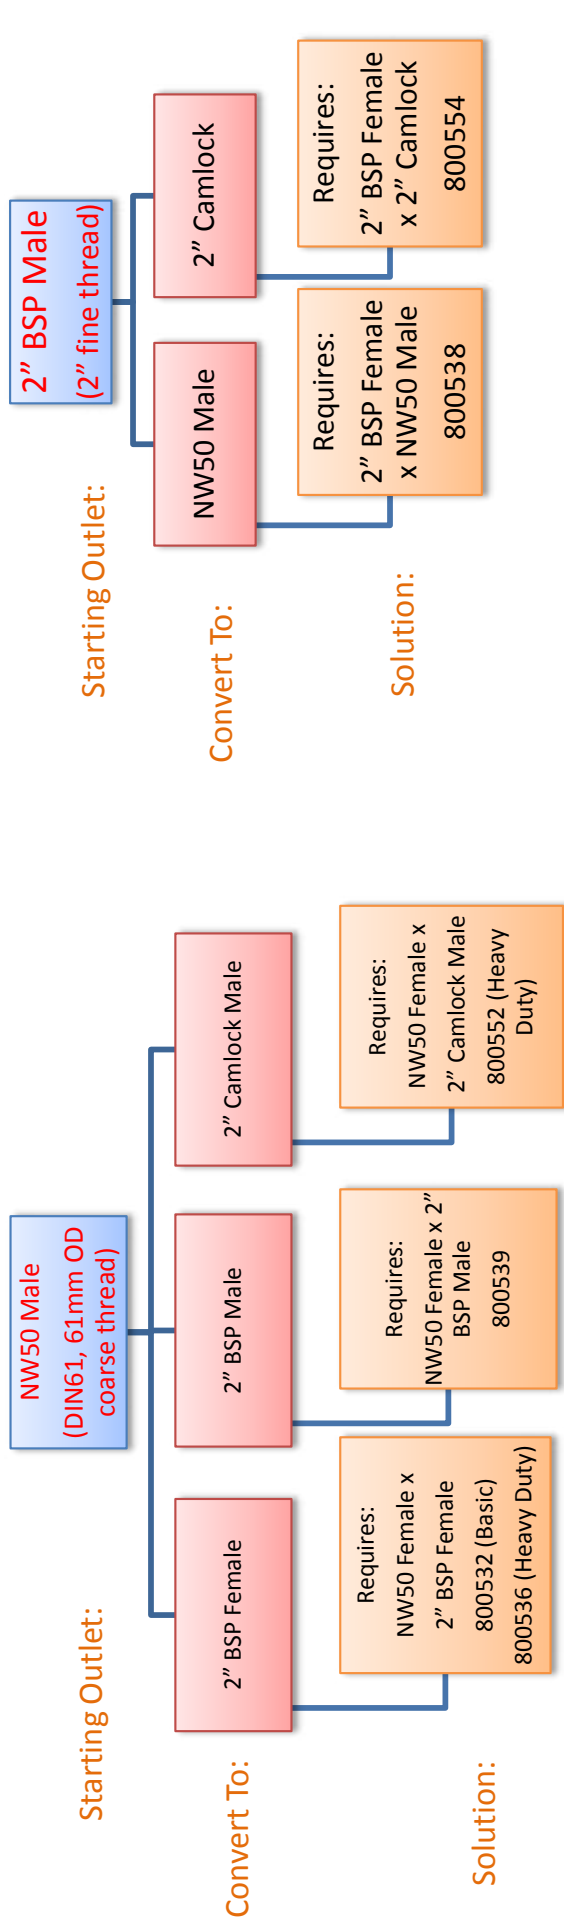 Starting Outlet:
NW50 Male
(DIN61, 61mm OD
coarse thread)
Convert To:
2” BSP Female
2” BSP Male
2” Camlock Male
Solution:
Requires:
NW50 Female x
2” BSP Female
800532 (Basic)
800536 (Heavy Duty)
Requires:
NW50 Female x 2”
BSP Male
800539
Requires:
NW50 Female x
2” Camlock Male
800552 (Heavy
Duty)
Starting Outlet:
2” BSP Male
(2” fine thread)
Convert To:
NW50 Male
2” Camlock
Solution:
Requires:
2” BSP Female
x NW50 Male
800538
Requires:
2” BSP Female
x 2” Camlock
800554